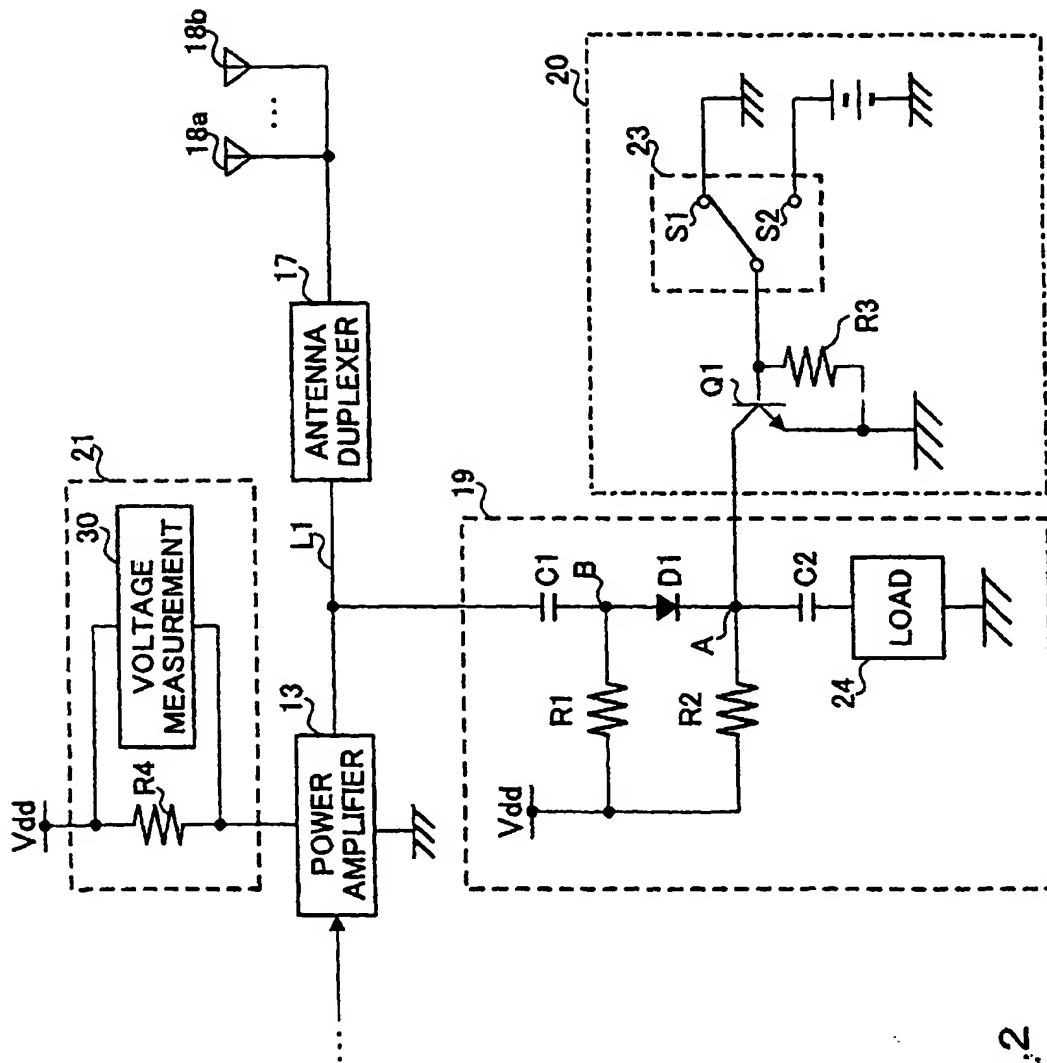 18b
18a
...
20
23
S1
S2
17
ANTENNA
DUPLEXER
R3
Q1
21
30
VOLTAGE
MEASUREMENT
L1
19
C1
B
D1
A
C2
LOAD
24
Vdd
R4
13
POWER
AMPLIFIER
R1
R2
Vdd
...
2